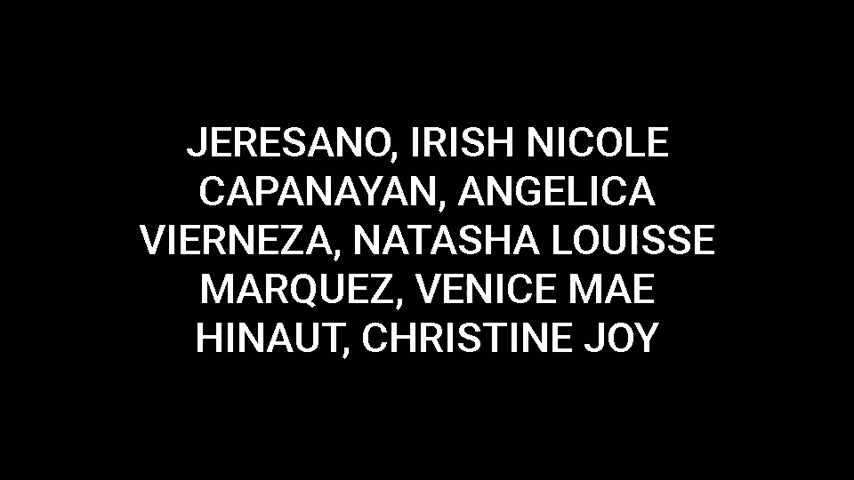 JERESANO, IRISH NICOLE
CAPANAYAN, ANGELICA
VIERNEZA, NATASHA LOUISSE
MARQUEZ, VENICE MAE
HINAUT, CHRISTINE JOY